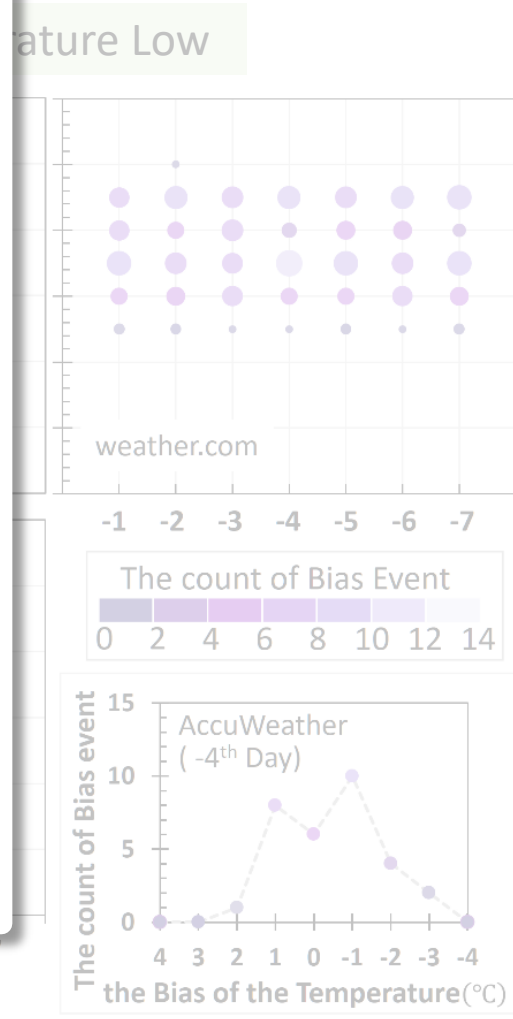 ature Low
weather.com
-1 -2 -3 -4 -5 -6 -7
The count of Bias Event
0 2 4 6 8 10 12 14
The count of Bias event
15
10
5
0
AccuWeather
( -4th Day)
4 3 2 1 0 -1 -2 -3 -4
the Bias of the Temperature(°C)